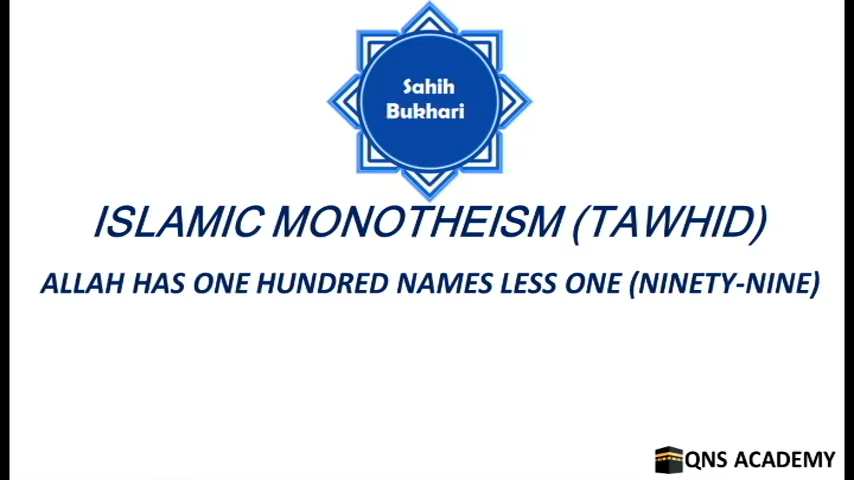 Sahih
Bukhari
ISLAMIC MONOTHEISM (TAWHID)
ALLAH HAS ONE HUNDRED NAMES LESS ONE (NINETY-NINE)
QNS ACADEMY